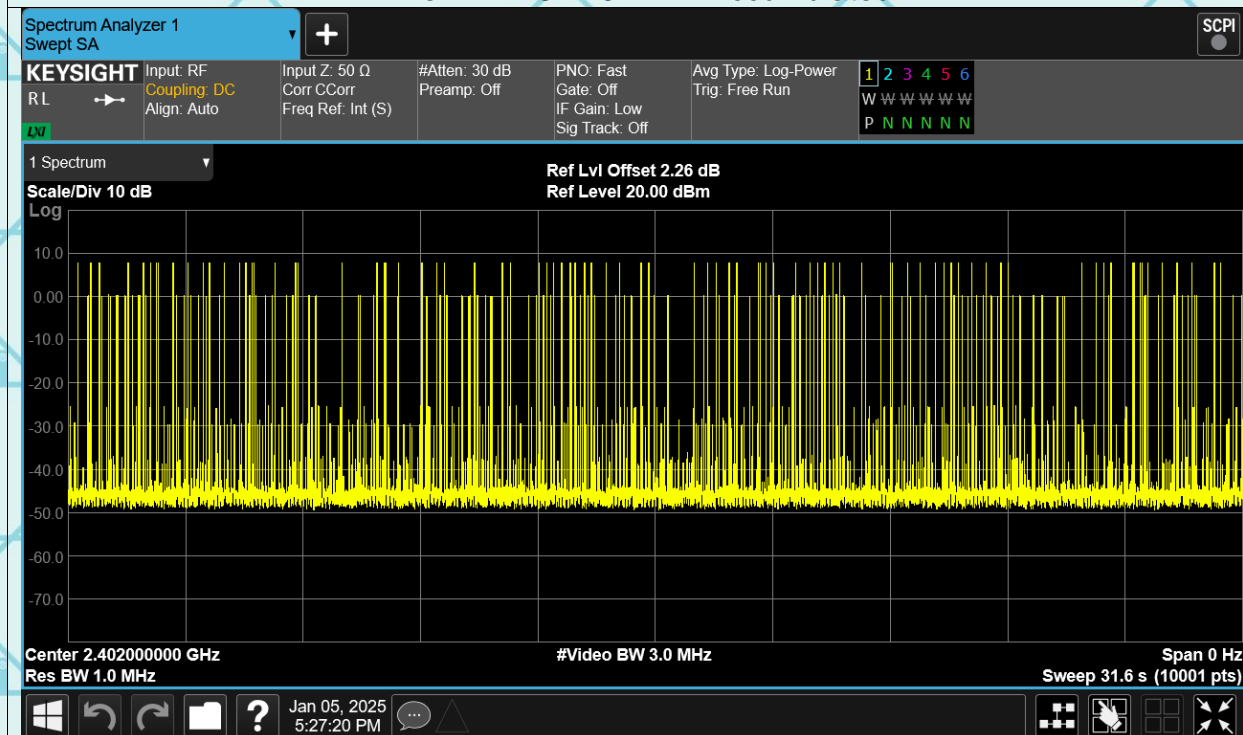 Spectrum Analyzer 1
Swept SA
+
SCPI
KEYSIGHT
R L
LXI
Input: RF
Coupling: DC
Align: Auto
Input Z: 50 Ω
Corr CCorr
Freq Ref: Int (S)
#Atten: 30 dB
Preamp: Off
PNO: Fast
Gate: Off
IF Gain: Low
Sig Track: Off
Avg Type: Log-Power
Trig: Free Run
1 2 3 4 5 6
W W W W W W
P N N N N N
1 Spectrum
Ref Lvl Offset 2.26 dB
Scale/Div 10 dB
Ref Level 20.00 dBm
Log
10.0
0.00
-10.0
-20.0
-30.0
-40.0
-50.0
-60.0
-70.0
Center 2.402000000 GHz
#Video BW 3.0 MHz
Span 0 Hz
Res BW 1.0 MHz
Sweep 31.6 s (10001 pts)
?
Jan 05, 2025
5:27:20 PM